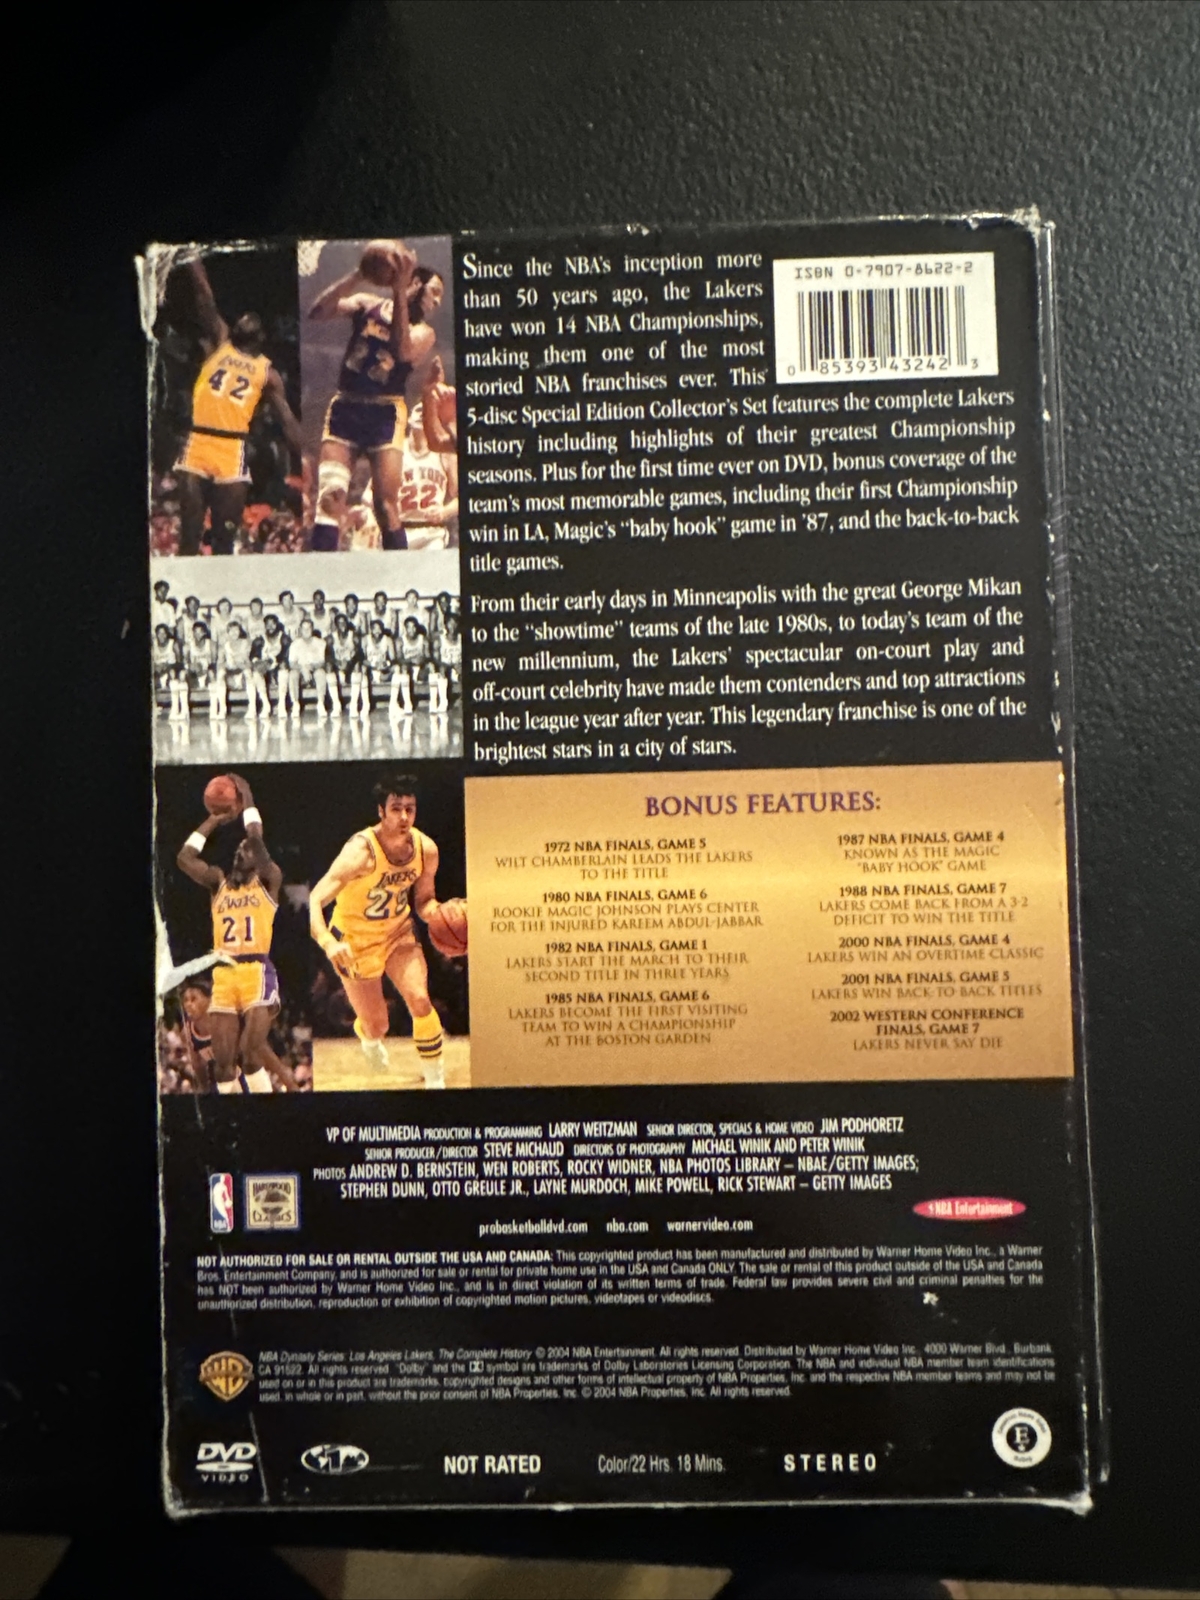 Since the NBA's inception more
than 50 years ago, the Lakers
have won 14 NBA Championships,
making them one of the most
storied NBA franchises ever. This
5-disc Special Edition Collector's Set features the complete Lakers
history including highlights of their greatest Championship
seasons. Plus for the first time ever on DVD, bonus coverage of the
team's most memorable games, including their first Championship
win in LA, Magic's "baby hook" game in '87, and the back-to-back
title games.
From their early days in Minneapolis with the great George Mikan
to the "showtime" teams of the late 1980s, to today's team of the
new millennium, the Lakers' spectacular on-court play and
off-court celebrity have made them contenders and top attractions
in the league year after year. This legendary franchise is one of the
brightest stars in a city of stars.
ISBN 0-7907-8622-2
0 85393 43242 3
LAKERS
42
22
LAKERS
21
LAKERS
25
BONUS FEATURES:
1972 NBA FINALS, GAME 5
WILT CHAMBERLAIN LEADS THE LAKERS
TO THE TITLE
1980 NBA FINALS, GAME 6
ROOKIE MAGIC JOHNSON PLAYS CENTER
FOR THE INJURED KAREEM ABDUL-JABBAR
1982 NBA FINALS, GAME 1
LAKERS START THE MARCH TO THEIR
SECOND TITLE IN THREE YEARS
1985 NBA FINALS, GAME 6
LAKERS BECOME THE FIRST VISITING
TEAM TO WIN A CHAMPIONSHIP
AT THE BOSTON GARDEN
1987 NBA FINALS, GAME 4
KNOWN AS THE MAGIC
"BABY HOOK" GAME
1988 NBA FINALS, GAME 7
LAKERS COME BACK FROM A 3-2
DEFICIT TO WIN THE TITLE
2000 NBA FINALS, GAME 4
LAKERS WIN AN OVERTIME CLASSIC
2001 NBA FINALS, GAME 5
LAKERS WIN BACK-TO-BACK TITLES
2002 WESTERN CONFERENCE
FINALS, GAME 7
LAKERS NEVER SAY DIE
VP OF MULTIMEDIA PRODUCTION & PROGRAMMING LARRY WEITZMAN SENIOR DIRECTOR, SPECIALS & HOME VIDEO JIM PODHORETZ
SENIOR PRODUCER/DIRECTOR STEVE MICHAUD DIRECTORS OF PHOTOGRAPHY MICHAEL WINIK AND PETER WINIK
PHOTOS ANDREW D. BERNSTEIN, WEN ROBERTS, ROCKY WIDNER, NBA PHOTOS LIBRARY – NBAE/GETTY IMAGES;
STEPHEN DUNN, OTTO GREULE JR., LAYNE MURDOCH, MIKE POWELL, RICK STEWART – GETTY IMAGES
NBA
HARDWOOD
CLASSICS
NBA Entertainment
probasketballdvd.com nba.com warnervideo.com
NOT AUTHORIZED FOR SALE OR RENTAL OUTSIDE THE USA AND CANADA: This copyrighted product has been manufactured and distributed by Warner Home Video Inc., a Warner
Bros. Entertainment Company, and is authorized for sale or rental for private home use in the USA and Canada ONLY. The sale or rental of this product outside of the USA and Canada
has NOT been authorized by Warner Home Video Inc., and is in direct violation of its written terms of trade. Federal law provides severe civil and criminal penalties for the
unauthorized distribution, reproduction or exhibition of copyrighted motion pictures, videotapes or videodiscs.
NBA Dynasty Series: Los Angeles Lakers, The Complete History © 2004 NBA Entertainment. All rights reserved. Distributed by Warner Home Video Inc., 4000 Warner Blvd., Burbank,
CA 91522. All rights reserved. "Dolby" and the symbol are trademarks of Dolby Laboratories Licensing Corporation. The NBA and individual NBA member team identifications
used on or in this product are trademarks, copyrighted designs and other forms of intellectual property of NBA Properties, Inc. and the respective NBA member teams and may not be
used, in whole or in part, without the prior consent of NBA Properties, Inc. © 2004 NBA Properties, Inc. All rights reserved.
WB
DVD
VIDEO
1
NOT RATED
Color/22 Hrs. 18 Mins.
STEREO
E